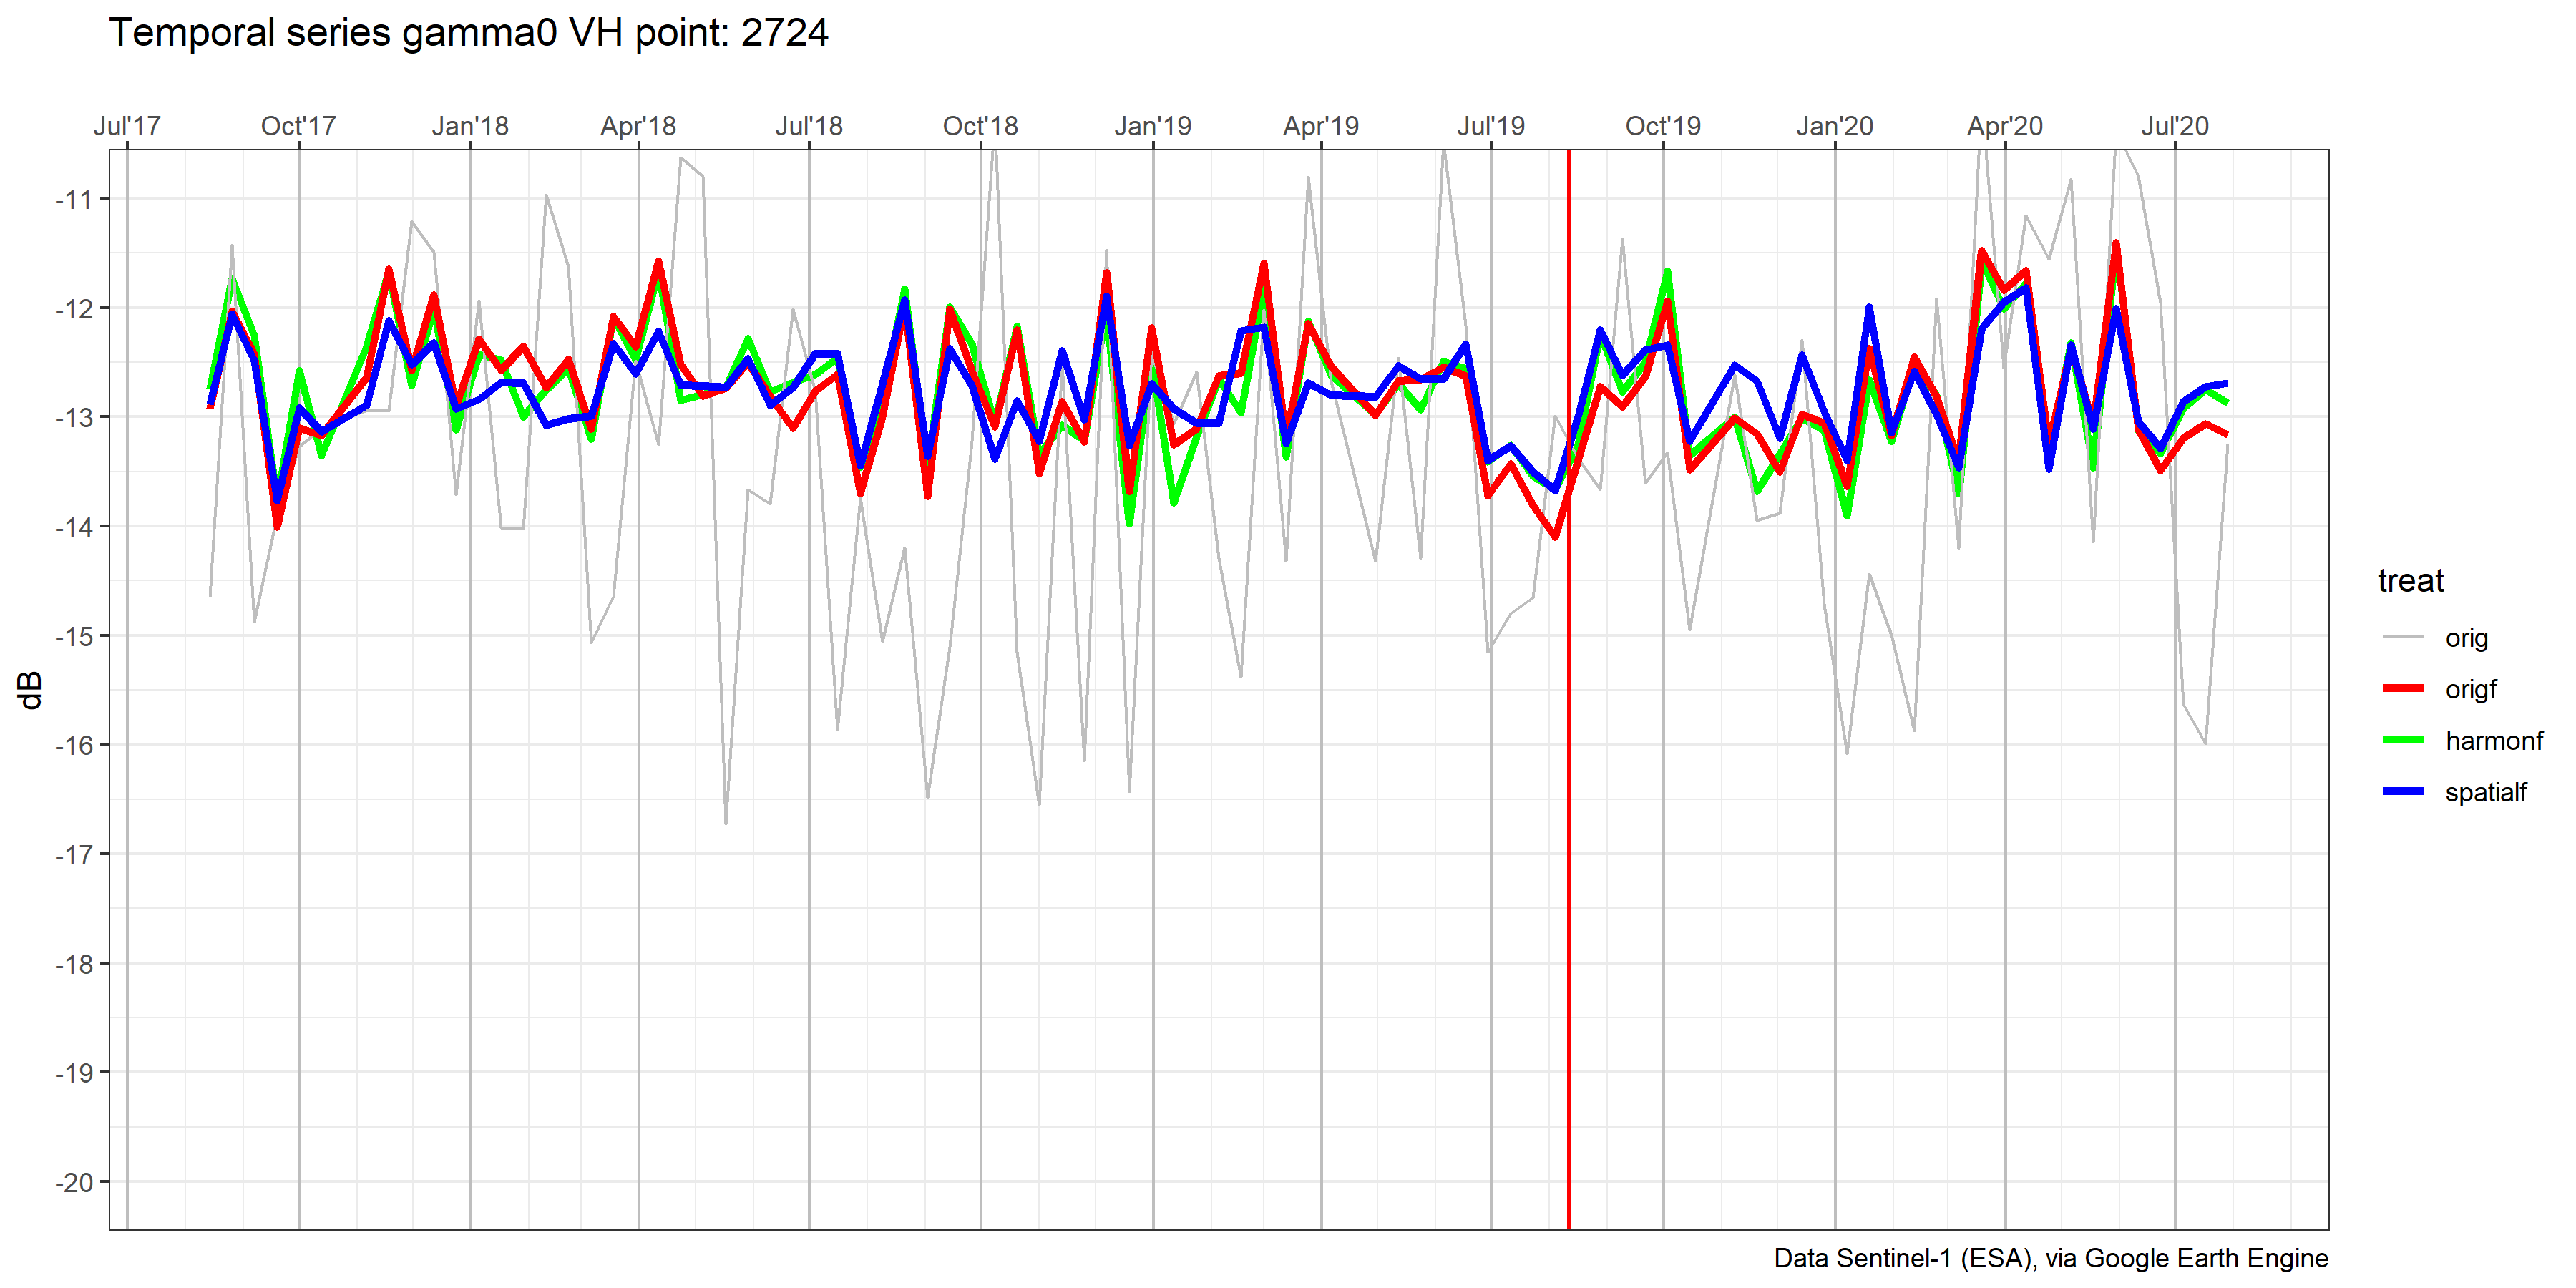 Temporal series gamma0 VH point: 2724
Jul'17 Oct'17 Jan'18 Apr'18 Jul'18 Oct'18 Jan'19 Apr'19 Jul'19 Oct'19 Jan'20 Apr'20 Jul'20
-11
-12
-13
-14
-15
-16
-17
-18
-19
-20
dB
treat
orig
origf
harmonf
spatialf
Data Sentinel-1 (ESA), via Google Earth Engine